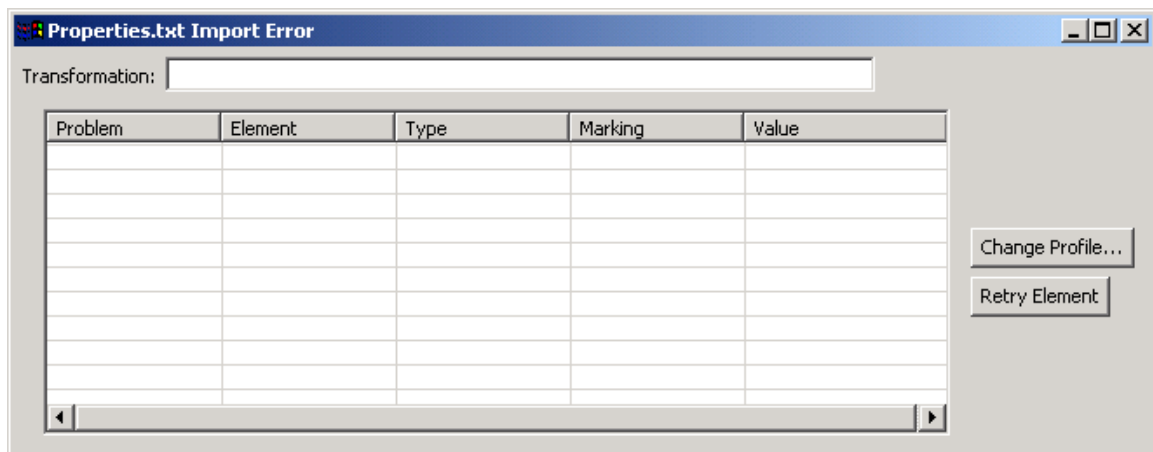 Properties.txt Import Error
Transformation:
Problem Element Type Marking Value
Change Profile...
Retry Element